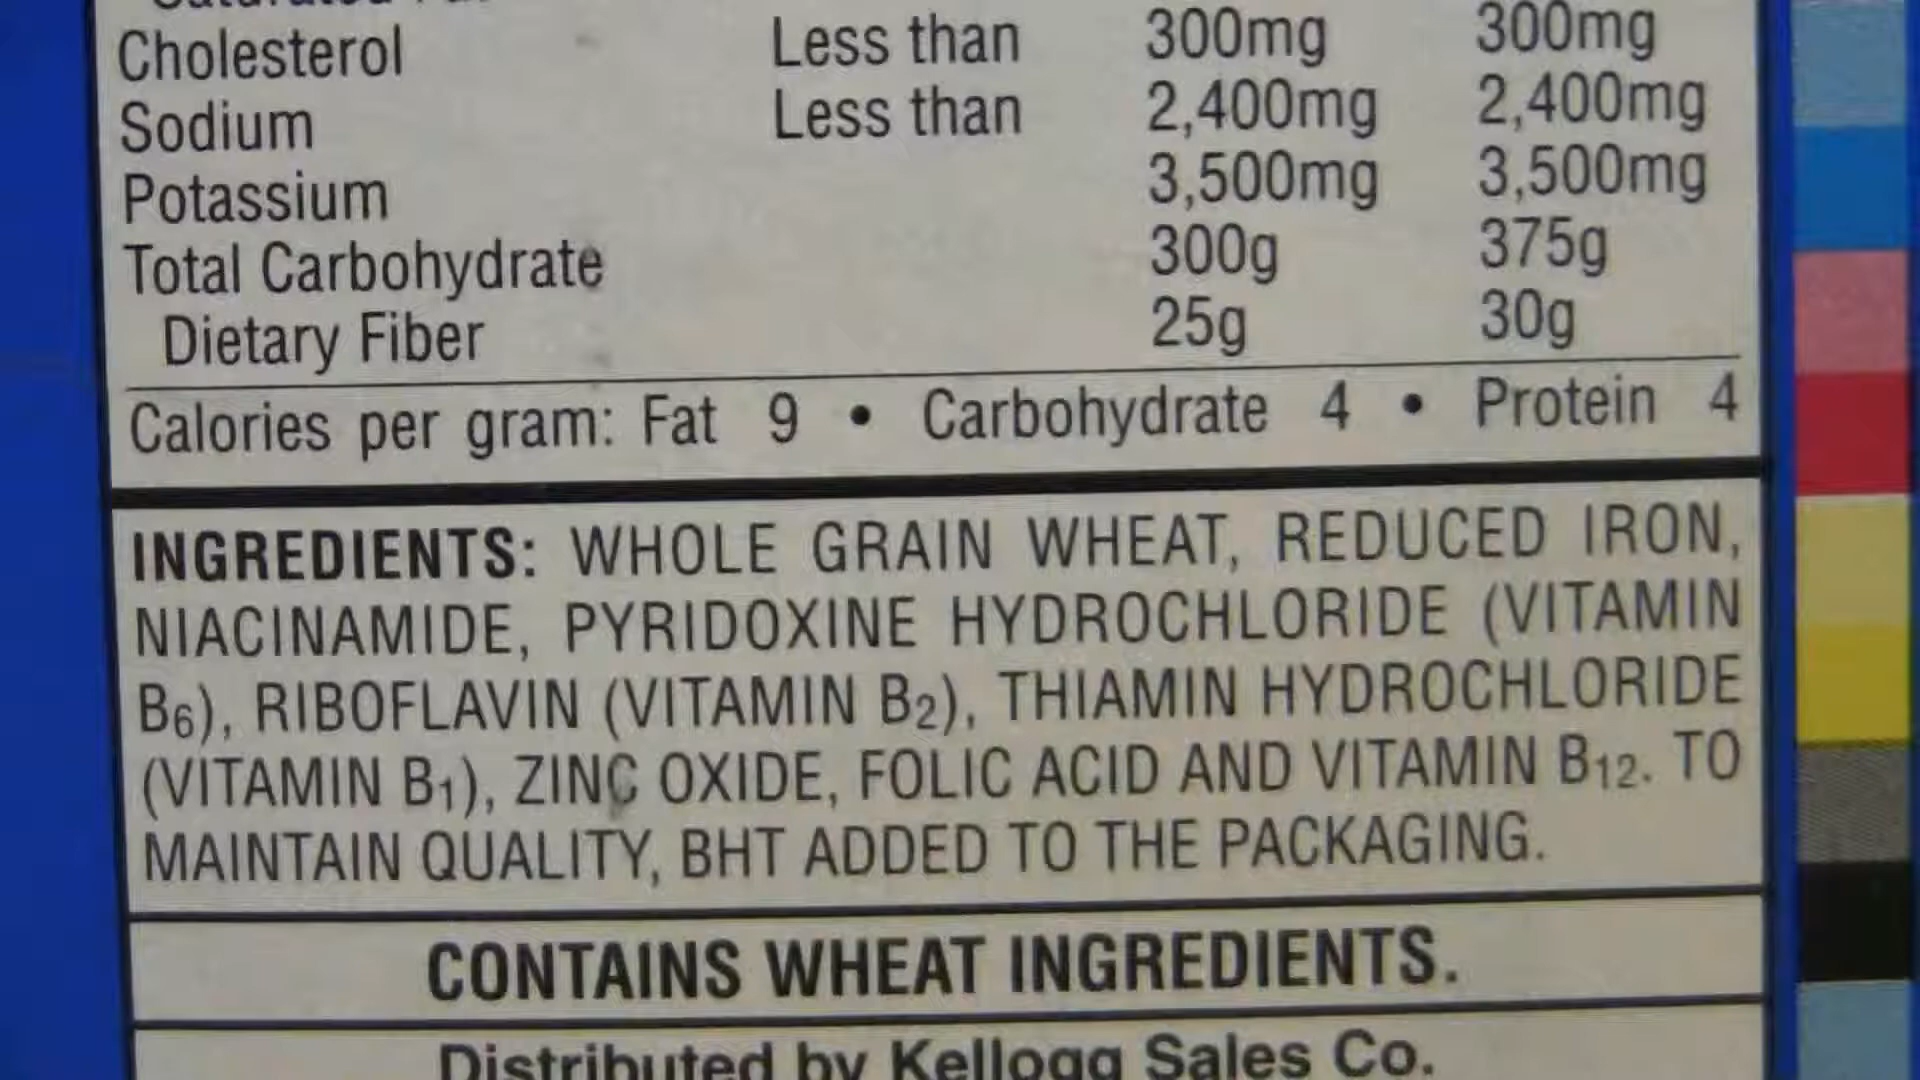 Cholesterol Less than 300mg 300mg
Sodium Less than 2,400mg 2,400mg
Potassium 3,500mg 3,500mg
Total Carbohydrate 300g 375g
Dietary Fiber 25g 30g
Calories per gram: Fat 9 • Carbohydrate 4 • Protein 4
INGREDIENTS: WHOLE GRAIN WHEAT, REDUCED IRON,
NIACINAMIDE, PYRIDOXINE HYDROCHLORIDE (VITAMIN
B6), RIBOFLAVIN (VITAMIN B2), THIAMIN HYDROCHLORIDE
(VITAMIN B1), ZINC OXIDE, FOLIC ACID AND VITAMIN B12. TO
MAINTAIN QUALITY, BHT ADDED TO THE PACKAGING.
CONTAINS WHEAT INGREDIENTS.
Distributed by Kellogg Sales Co.